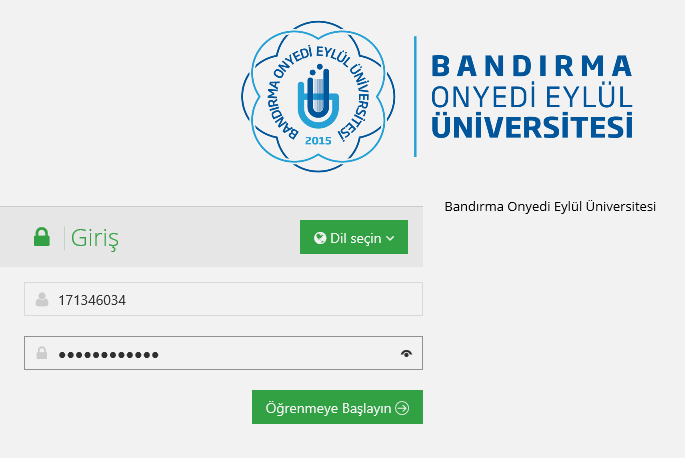 BANDIRMA ONYEDİ EYLÜL ÜNİVERSİTESİ
2015
BANDIRMA
ONYEDİ EYLÜL
ÜNİVERSİTESİ
Bandırma Onyedi Eylül Üniversitesi
Giriş
Dil seçin
171346034
••••••••••••
Öğrenmeye Başlayın